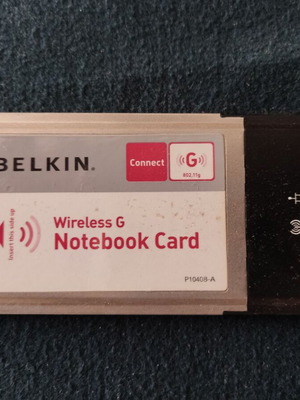 BELKIN.
Connect
G
802.11g
Insert this side up
Wireless G
Notebook Card
P10408-A